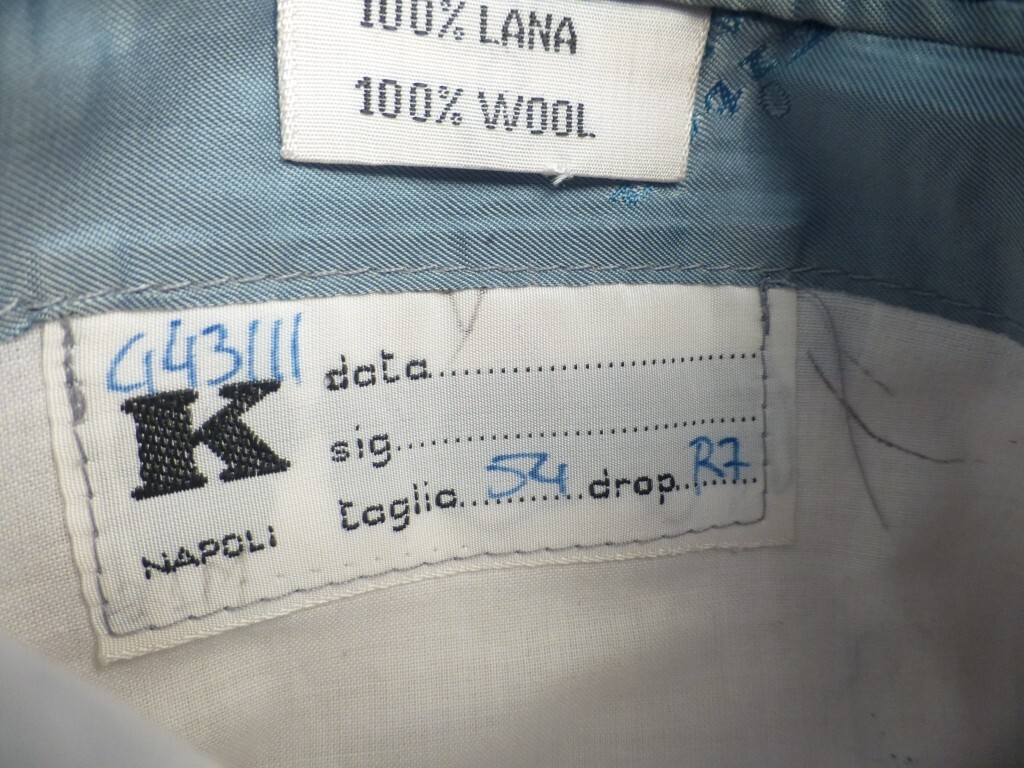 100% LANA
100% WOOL
G43111
K
NAPOLI
data....................
sig....................
taglia...54...drop..R7..